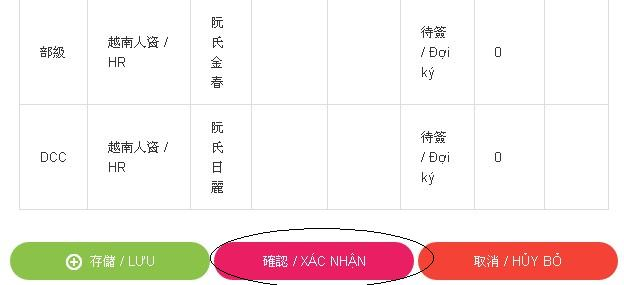 部級 越南人資 / HR 阮氏金春 待簽 / Đợi ký 0
DCC 越南人資 / HR 阮氏日麗 待簽 / Đợi ký 0
存儲 / LƯU 確認 / XÁC NHẬN 取消 / HỦY BỎ